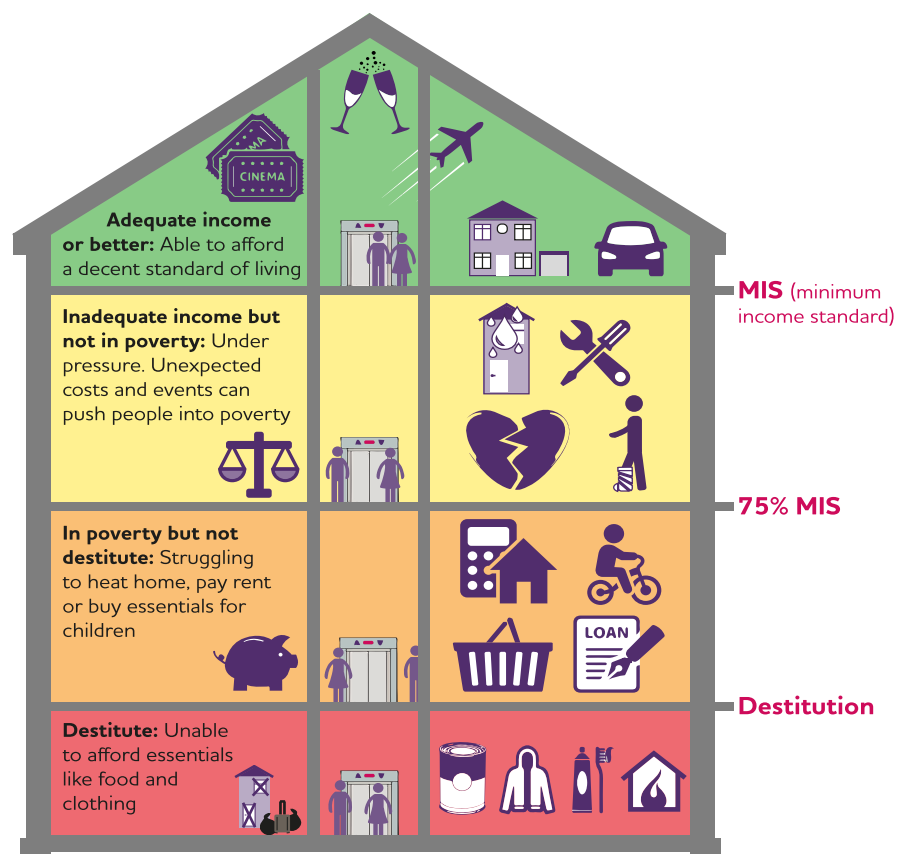 MA
CINEMA
Adequate income
or better: Able to afford
a decent standard of living
MIS (minimum
income standard)
Inadequate income but
not in poverty: Under
pressure. Unexpected
costs and events can
push people into poverty
75% MIS
In poverty but not
destitute: Struggling
to heat home, pay rent
or buy essentials for
children
LOAN
Destitution
Destitute: Unable
to afford essentials
like food and
clothing